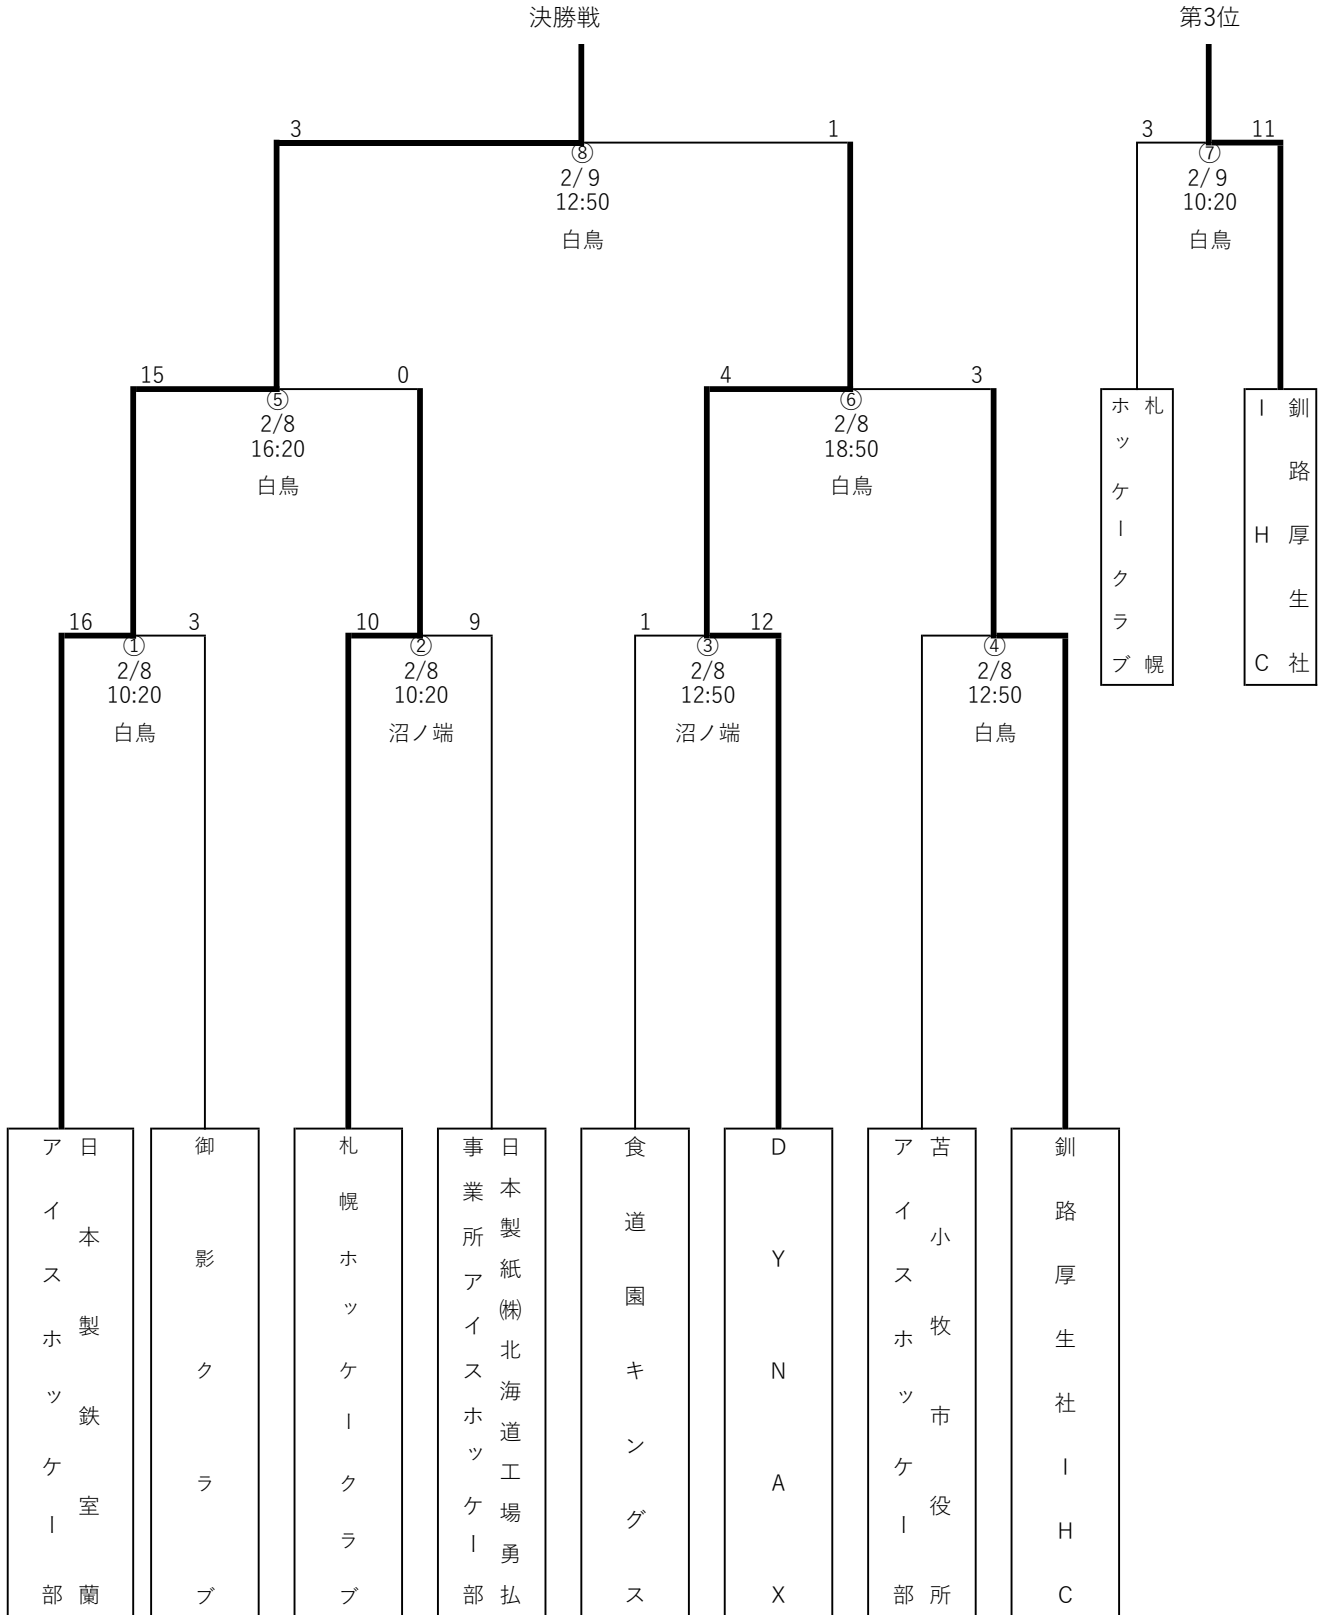 決勝戦
第3位
3
1
3
11
⑧
2/ 9
12:50
白鳥
⑦
2/ 9
10:20
白鳥
15
0
4
3
⑤
2/8
16:20
白鳥
⑥
2/8
18:50
白鳥
札幌
ホッケークラブ
釧路厚生社
IHC
16
3
10
9
1
12
①
2/8
10:20
白鳥
②
2/8
10:20
沼ノ端
③
2/8
12:50
沼ノ端
④
2/8
12:50
白鳥
日本製鉄室蘭
アイスホッケー部
御影クラブ
札幌ホッケークラブ
日本製紙㈱北海道工場勇払
事業所アイスホッケー部
食道園キングス
DYNAX
苫小牧市役所
アイスホッケー部
釧路厚生社IHC